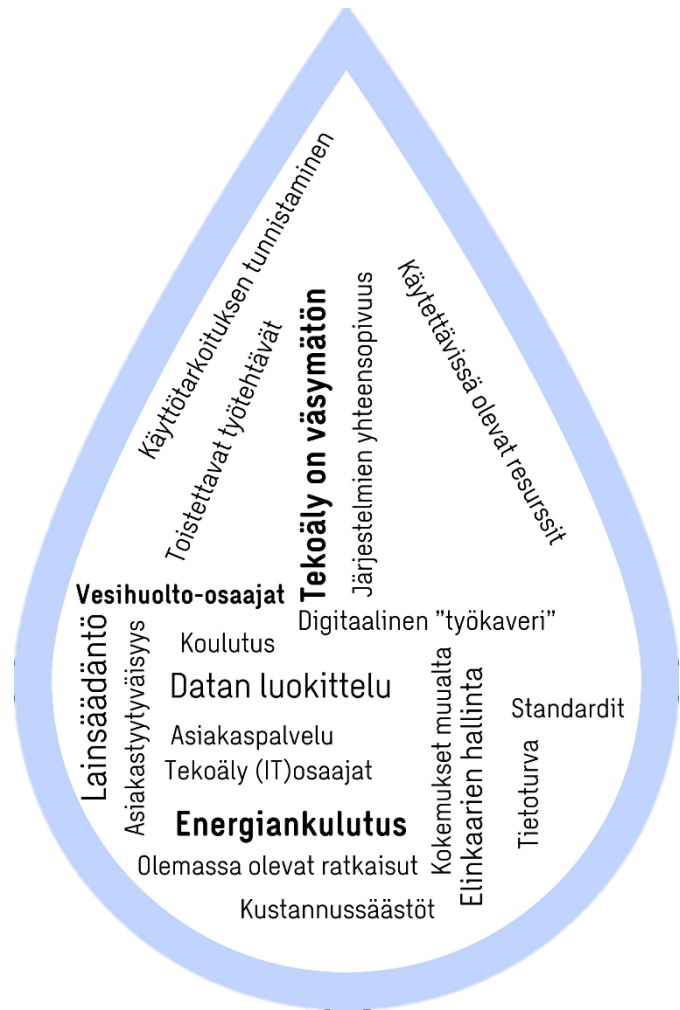 Käyttötarkoituksen tunnistaminen
Toistettavat työtehtävät
Tekoäly on väsymätön
Järjestelmien yhteensopivuus
Käytettävissä olevat resurssit
Vesihuolto-osaajat
Digitaalinen ”työkaveri”
Lainsäädäntö
Asiakastyytyväisyys
Koulutus
Datan luokittelu
Asiakaspalvelu
Tekoäly (IT)osaajat
Energiankulutus
Olemassa olevat ratkaisut
Kustannussäästöt
Kokemukset muualta
Elinkaarien hallinta
Standardit
Tietoturva